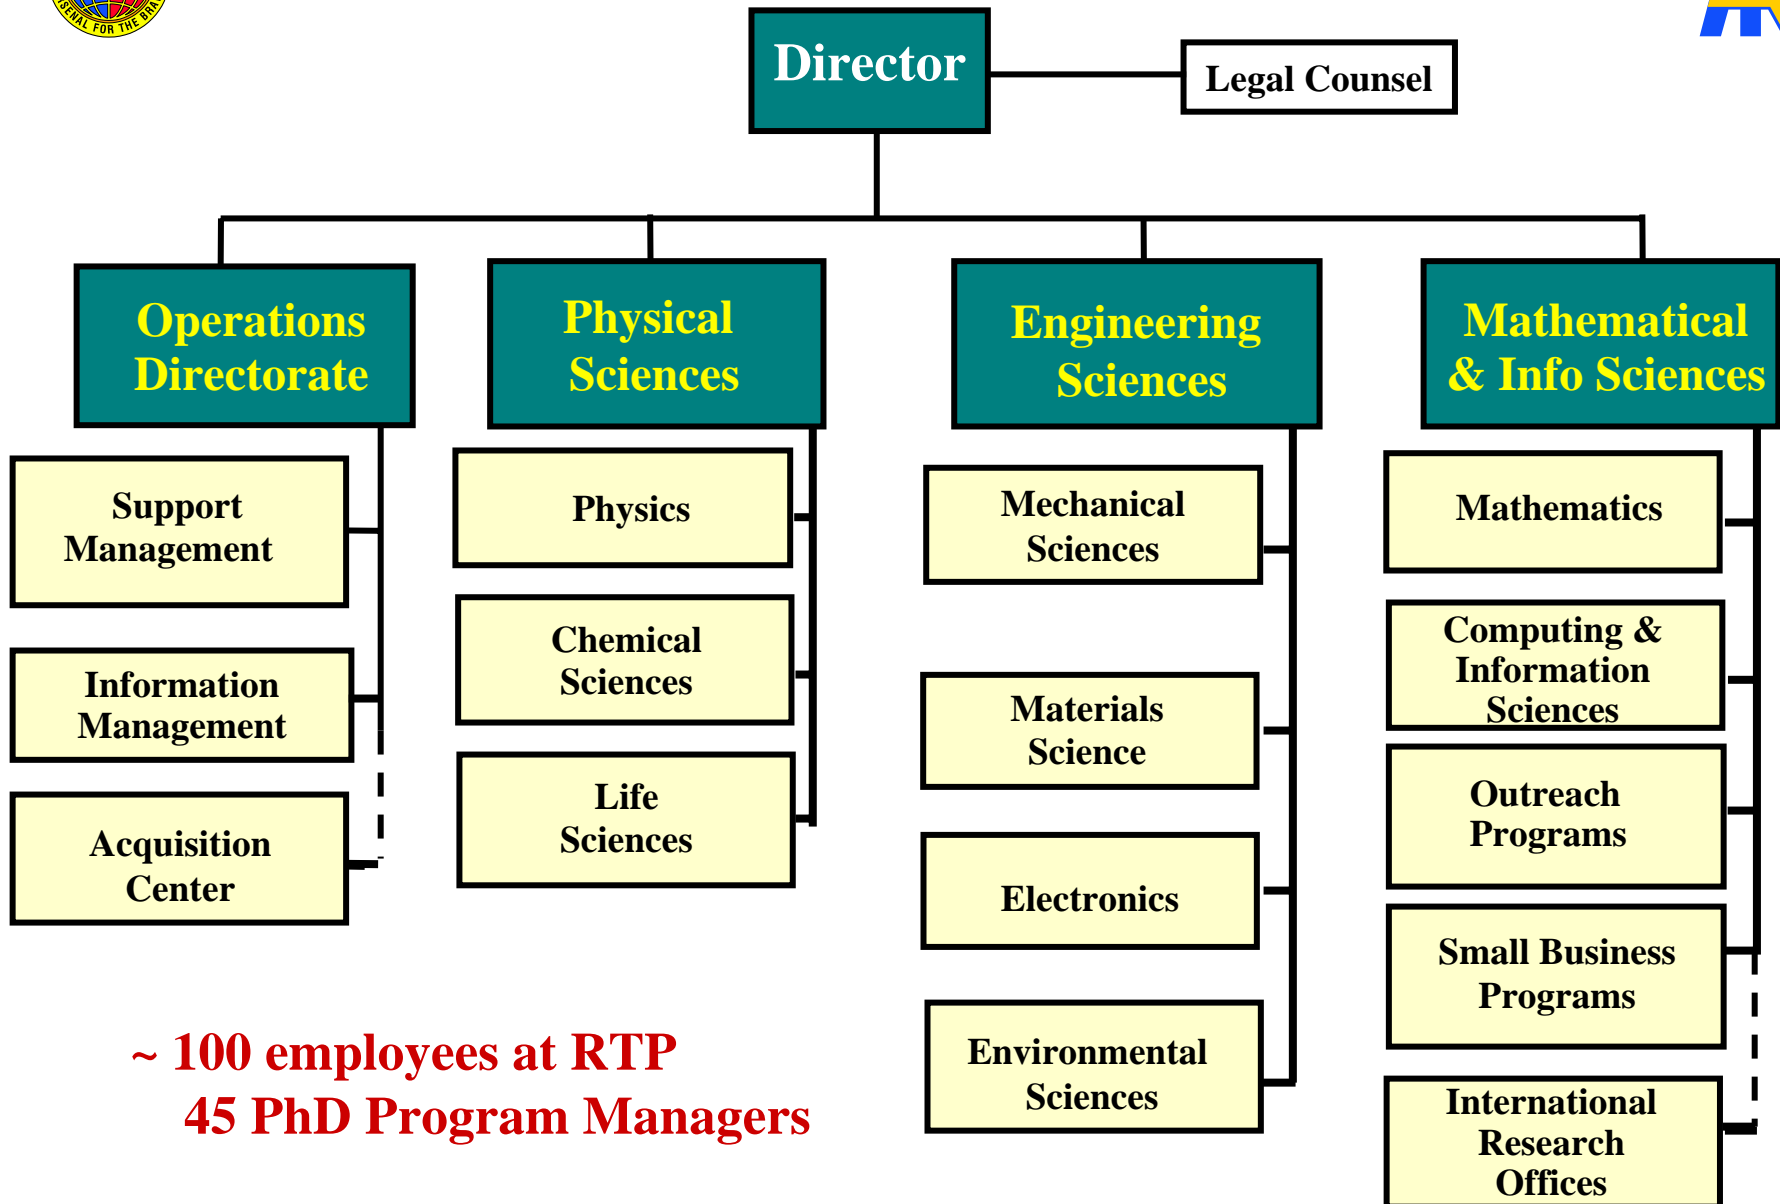 FOR THE
Director
Legal Counsel
Operations
Directorate
Physical
Sciences
Engineering
Sciences
Mathematical
& Info Sciences
Support
Management
Information
Management
Acquisition
Center
Physics
Chemical
Sciences
Life
Sciences
Mechanical
Sciences
Materials
Science
Electronics
Environmental
Sciences
Mathematics
Computing &
Information
Sciences
Outreach
Programs
Small Business
Programs
International
Research
Offices
~ 100 employees at RTP
45 PhD Program Managers